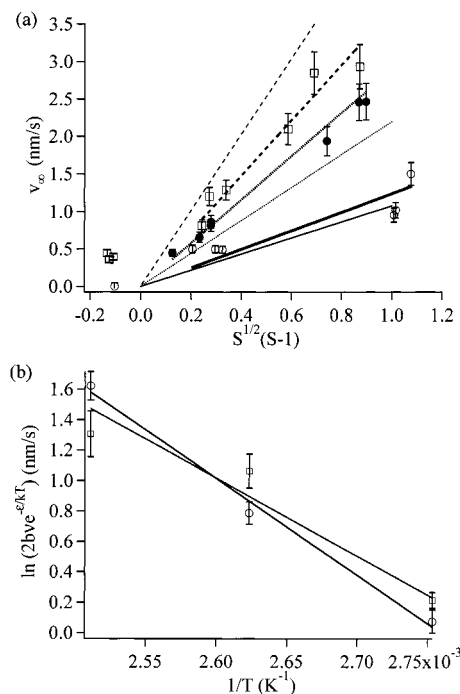 (a)
3.5
3.0
2.5
2.0
1.5
1.0
0.5
0.0
v∞ (nm/s)
-0.2 0.0 0.2 0.4 0.6 0.8 1.0 1.2
S^1/2(S-1)
(b)
1.6
1.4
1.2
1.0
0.8
0.6
0.4
0.2
0.0
ln (2bve^-ε/kT) (nm/s)
2.55 2.60 2.65 2.70 2.75x10^-3
1/T (K^-1)